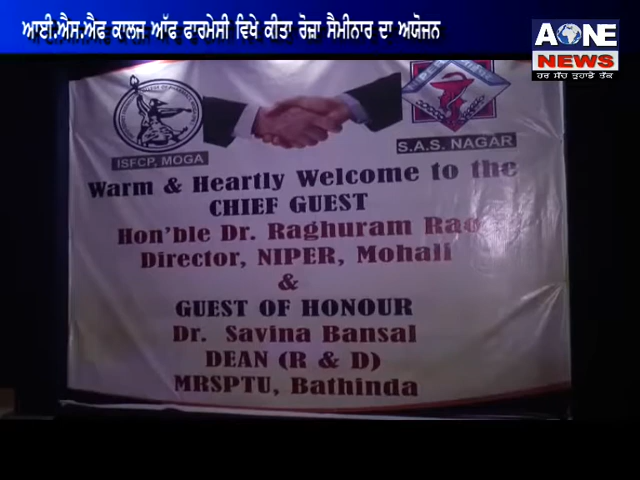 ਆਈ.ਐਸ.ਐਫ ਕਾਲਜ ਆੱਫ ਫਾਰਮੇਸੀ ਵਿਖੇ ਕੀਤਾ ਰੋਜ਼ਾ ਸੈਮੀਨਾਰ ਦਾ ਅਯੋਜਨ
AONE
NEWS
ਹਰ ਸੱਚ ਤੁਹਾਡੇ ਤੱਕ
ISFCP, MOGA
S.A.S. NAGAR
Warm & Heartly Welcome to the
CHIEF GUEST
Hon'ble Dr. Raghuram Rao
Director, NIPER, Mohali
&
GUEST OF HONOUR
Dr. Savina Bansal
DEAN (R & D)
MRSPTU, Bathinda